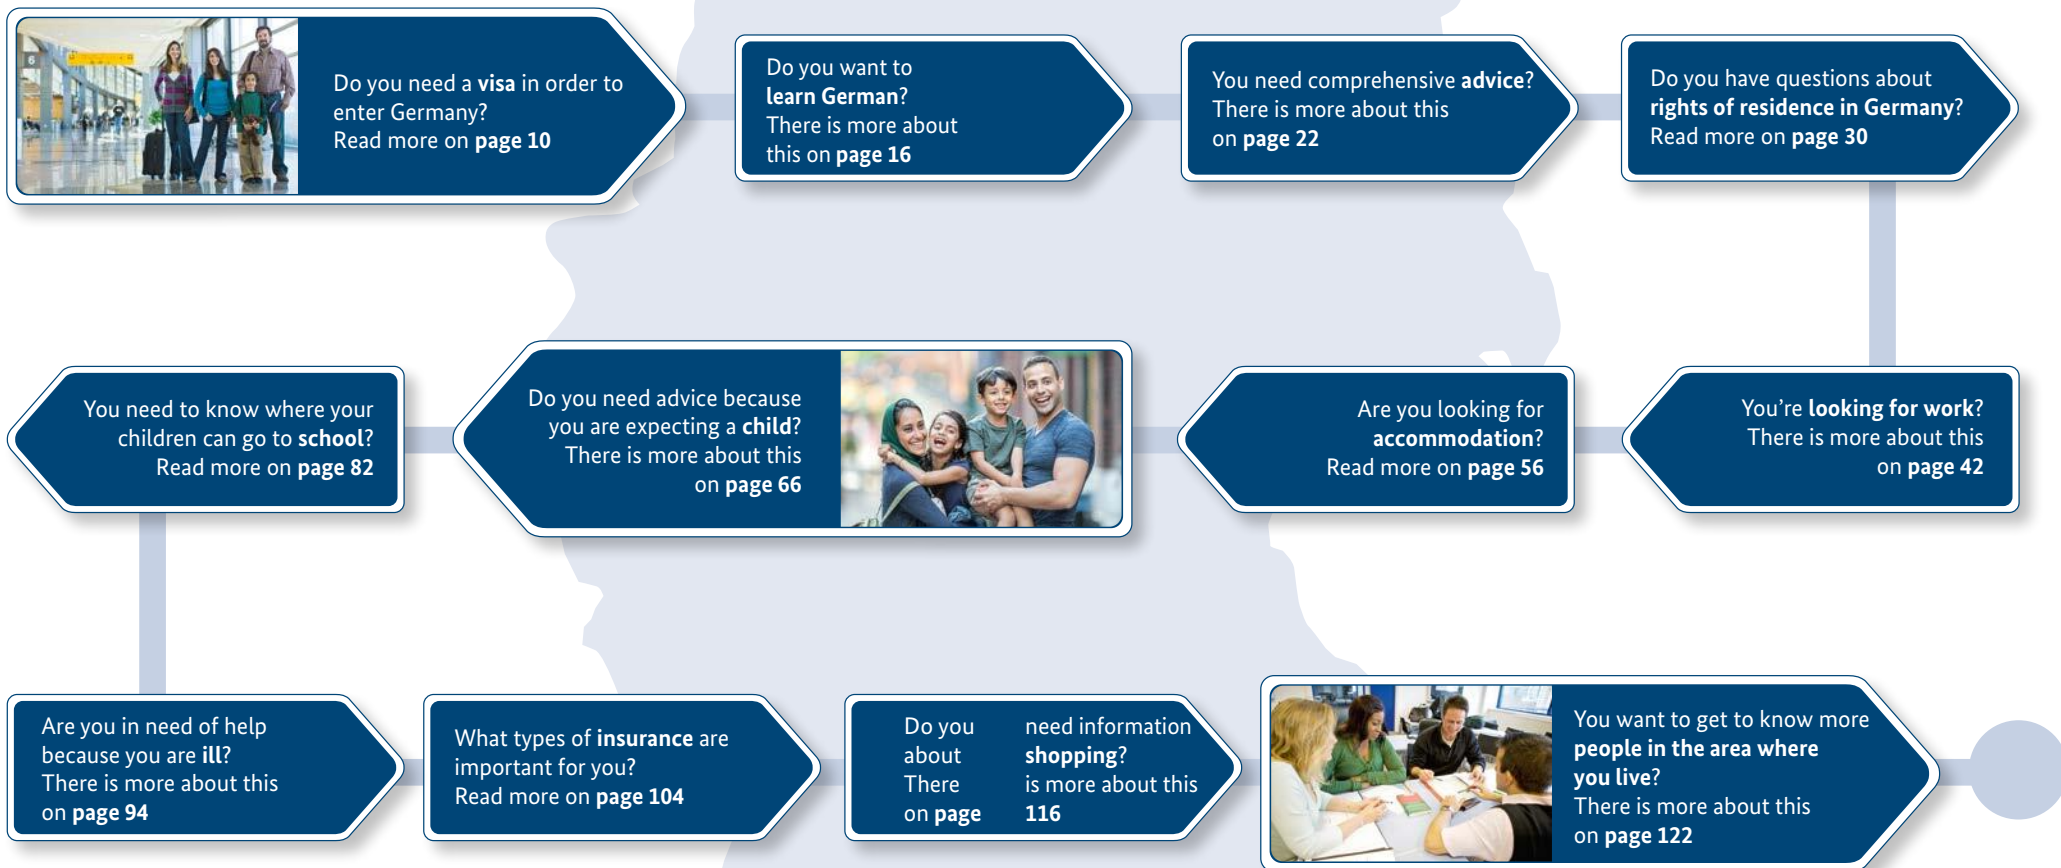 Do you need a visa in order to
enter Germany?
Read more on page 10
Do you want to
learn German?
There is more about
this on page 16
You need comprehensive advice?
There is more about this
on page 22
Do you have questions about
rights of residence in Germany?
Read more on page 30
You're looking for work?
There is more about this
on page 42
Are you looking for
accommodation?
Read more on page 56
Do you need advice because
you are expecting a child?
There is more about this
on page 66
You need to know where your
children can go to school?
Read more on page 82
Are you in need of help
because you are ill?
There is more about this
on page 94
What types of insurance are
important for you?
Read more on page 104
Do you need information
about shopping?
There is more about this
on page 116
You want to get to know more
people in the area where
you live?
There is more about this
on page 122